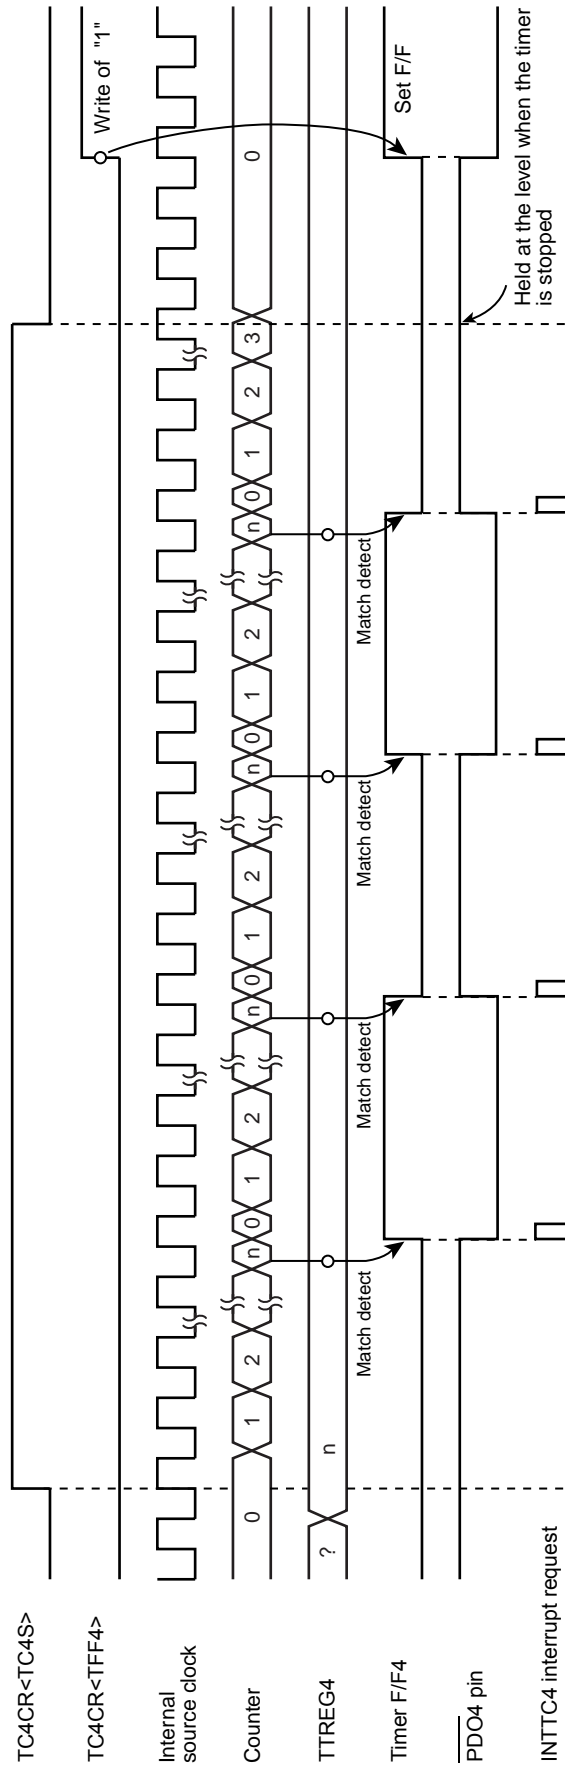 TC4CR<TC4S>
TC4CR<TFF4>
Write of "1"
Internal
source clock
Counter
0 1 2 n 0 1 2 n 0 1 2 n 0 1 2 n 0 1 2 3 0
TTREG4
? n
Match detect Match detect Match detect Match detect
Timer F/F4
Set F/F
PDO4 pin
Held at the level when the timer
is stopped
INTTC4 interrupt request